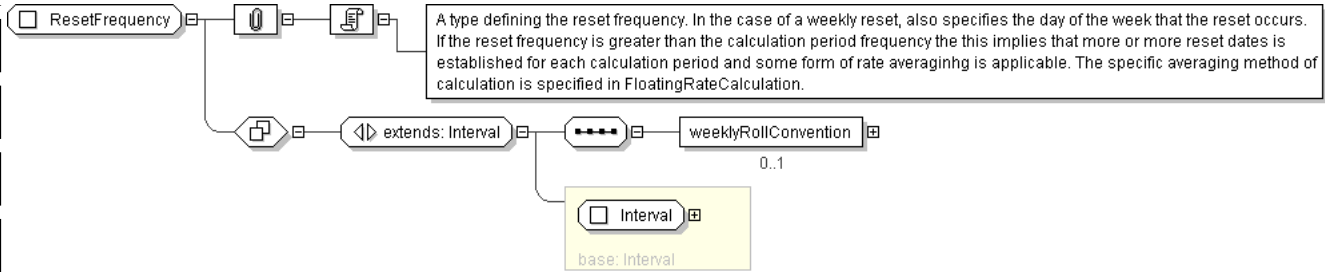 ResetFrequency
A type defining the reset frequency. In the case of a weekly reset, also specifies the day of the week that the reset occurs.
If the reset frequency is greater than the calculation period frequency the this implies that more or more reset dates is
established for each calculation period and some form of rate averaginhg is applicable. The specific averaging method of
calculation is specified in FloatingRateCalculation.
extends: Interval
weeklyRollConvention
0..1
Interval
base: Interval